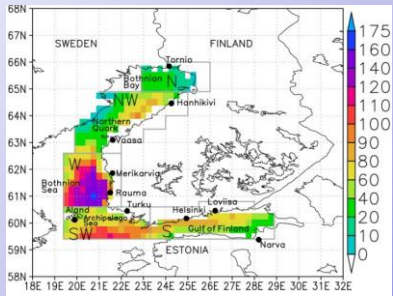 68N
67N
66N
65N
64N
63N
62N
61N
60N
59N
58N
SWEDEN
FINLAND
Tornio
Bothnian
Bay
N
NW
Hanhikivi
Northern
Quark
Vaasa
W
Merikarvia
Bothnian
Sea
Rauma
Åland
Archipelago
Sea
Turku
Helsinki
Loviisa
SW
S
Gulf of Finland
Narva
ESTONIA
18E 19E 20E 21E 22E 23E 24E 25E 26E 27E 28E 29E 30E 31E 32E
175
160
140
120
110
100
90
80
60
40
20
10
0